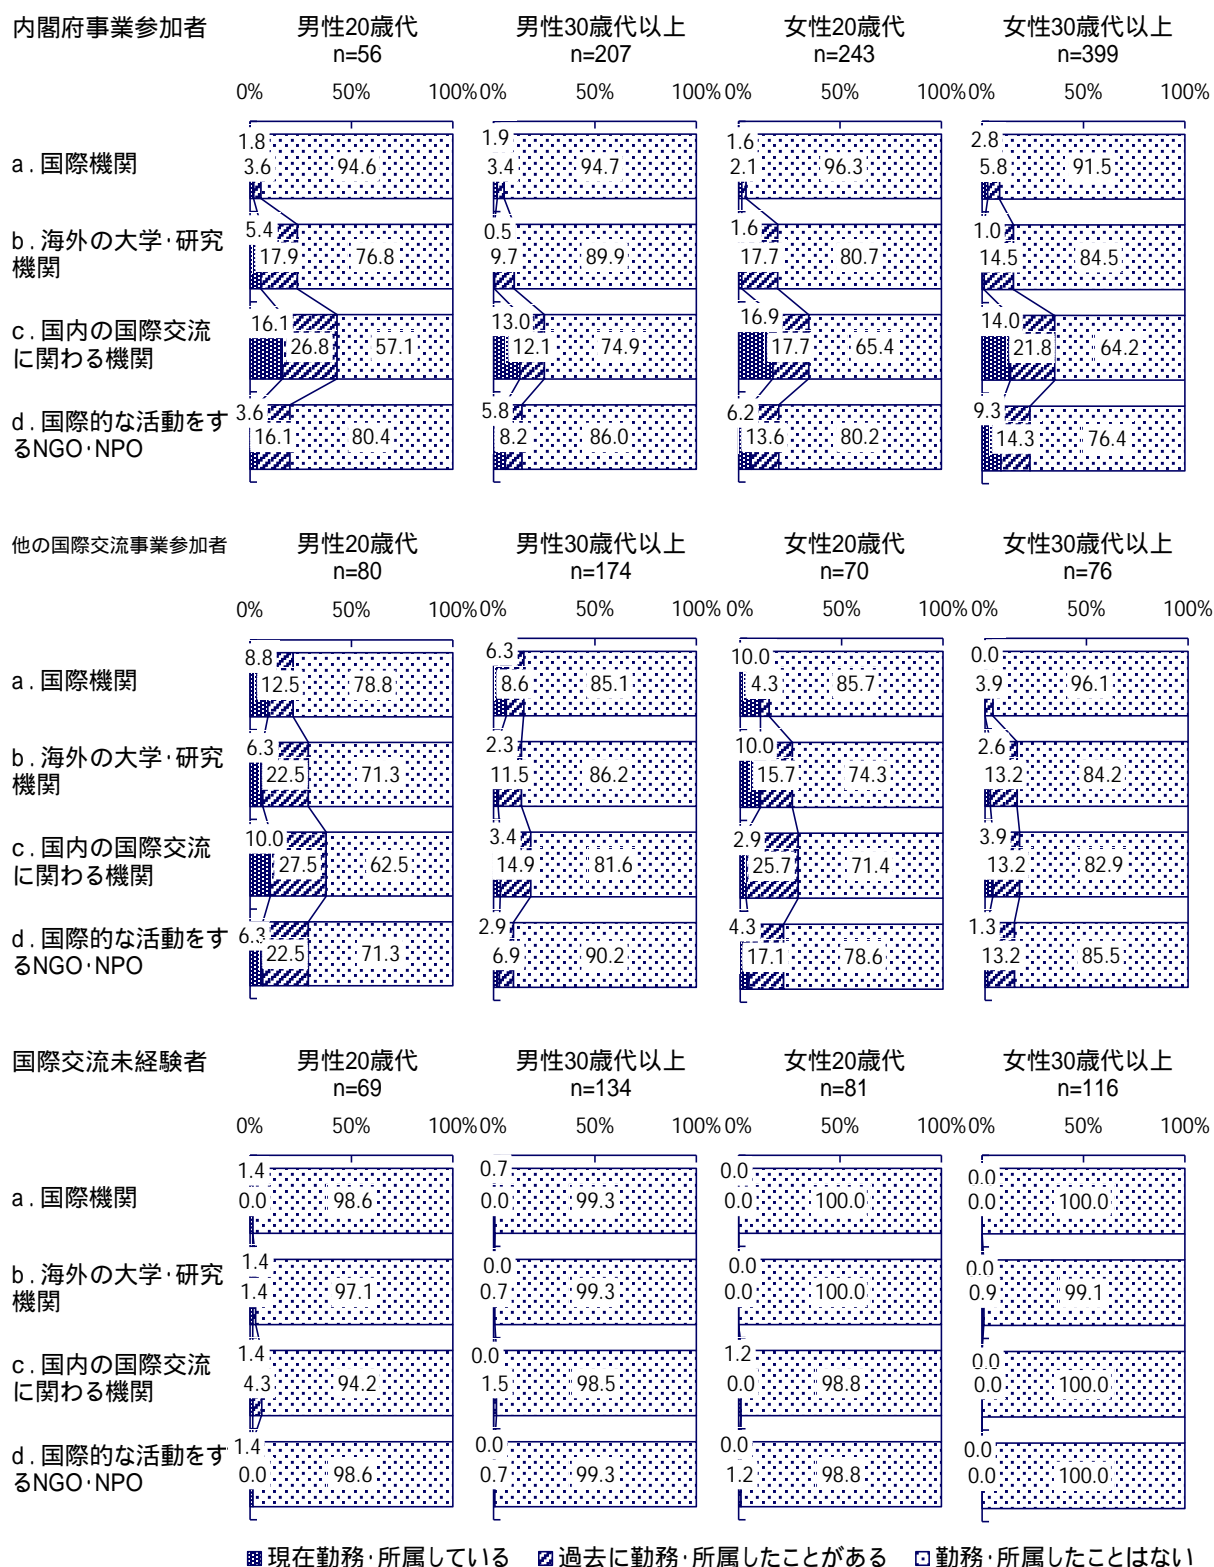 内閣府事業参加者 男性20歳代 男性30歳代以上 女性20歳代 女性30歳代以上
n=56 n=207 n=243 n=399
0% 50% 100% 0% 50% 100% 0% 50% 100% 0% 50% 100%
1.8 1.9 1.6 2.8
a．国際機関 3.6 94.6 3.4 94.7 2.1 96.3 5.8 91.5
5.4 0.5 1.6 1.0
b．海外の大学・研究
機関 17.9 76.8 9.7 89.9 17.7 80.7 14.5 84.5
16.1 13.0 16.9 14.0
c．国内の国際交流
に関わる機関 26.8 57.1 12.1 74.9 17.7 65.4 21.8 64.2
3.6 5.8 6.2 9.3
d．国際的な活動をす
るNGO・NPO 16.1 80.4 8.2 86.0 13.6 80.2 14.3 76.4
他の国際交流事業参加者 男性20歳代 男性30歳代以上 女性20歳代 女性30歳代以上
n=80 n=174 n=70 n=76
0% 50% 100% 0% 50% 100% 0% 50% 100% 0% 50% 100%
8.8 6.3 10.0 0.0
a．国際機関 12.5 78.8 8.6 85.1 4.3 85.7 3.9 96.1
6.3 2.3 10.0 2.6
b．海外の大学・研究
機関 22.5 71.3 11.5 86.2 15.7 74.3 13.2 84.2
10.0 3.4 2.9 3.9
c．国内の国際交流
に関わる機関 27.5 62.5 14.9 81.6 25.7 71.4 13.2 82.9
6.3 2.9 4.3 1.3
d．国際的な活動をす
るNGO・NPO 22.5 71.3 6.9 90.2 17.1 78.6 13.2 85.5
国際交流未経験者 男性20歳代 男性30歳代以上 女性20歳代 女性30歳代以上
n=69 n=134 n=81 n=116
0% 50% 100% 0% 50% 100% 0% 50% 100% 0% 50% 100%
1.4 0.7 0.0 0.0
a．国際機関 0.0 98.6 0.0 99.3 0.0 100.0 0.0 100.0
1.4 0.0 0.0 0.0
b．海外の大学・研究
機関 1.4 97.1 0.7 99.3 0.0 100.0 0.9 99.1
1.4 0.0 1.2 0.0
c．国内の国際交流
に関わる機関 4.3 94.2 1.5 98.5 0.0 98.8 0.0 100.0
1.4 0.0 0.0 0.0
d．国際的な活動をす
るNGO・NPO 0.0 98.6 0.7 99.3 1.2 98.8 0.0 100.0
現在勤務・所属している 過去に勤務・所属したことがある 勤務・所属したことはない